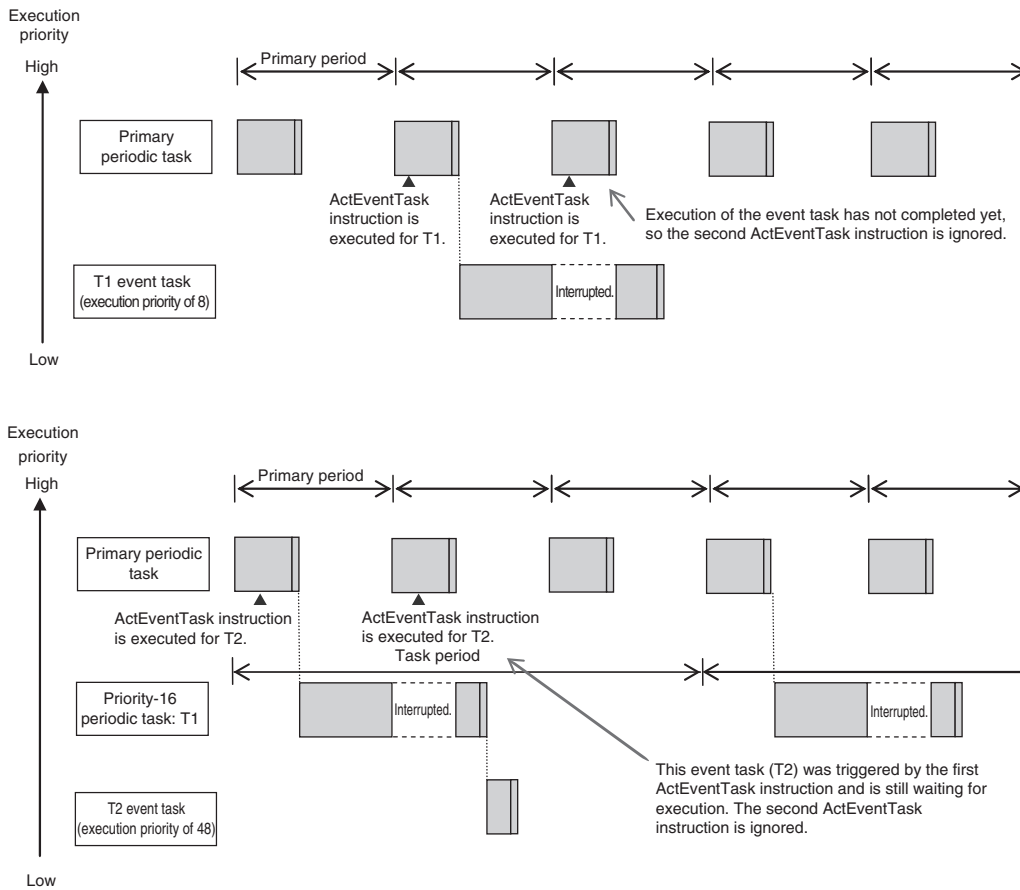 Execution
priority
High
Primary period
Primary
periodic task
ActEventTask
instruction is
executed for T1.
ActEventTask
instruction is
executed for T1.
Execution of the event task has not completed yet,
so the second ActEventTask instruction is ignored.
T1 event task
(execution priority of 8)
Interrupted.
Low
Execution
priority
High
Primary period
Primary periodic
task
ActEventTask instruction
is executed for T2.
ActEventTask instruction
is executed for T2.
Task period
Priority-16
periodic task: T1
Interrupted.
Interrupted.
This event task (T2) was triggered by the first
ActEventTask instruction and is still waiting for
execution. The second ActEventTask
instruction is ignored.
T2 event task
(execution priority of 48)
Low